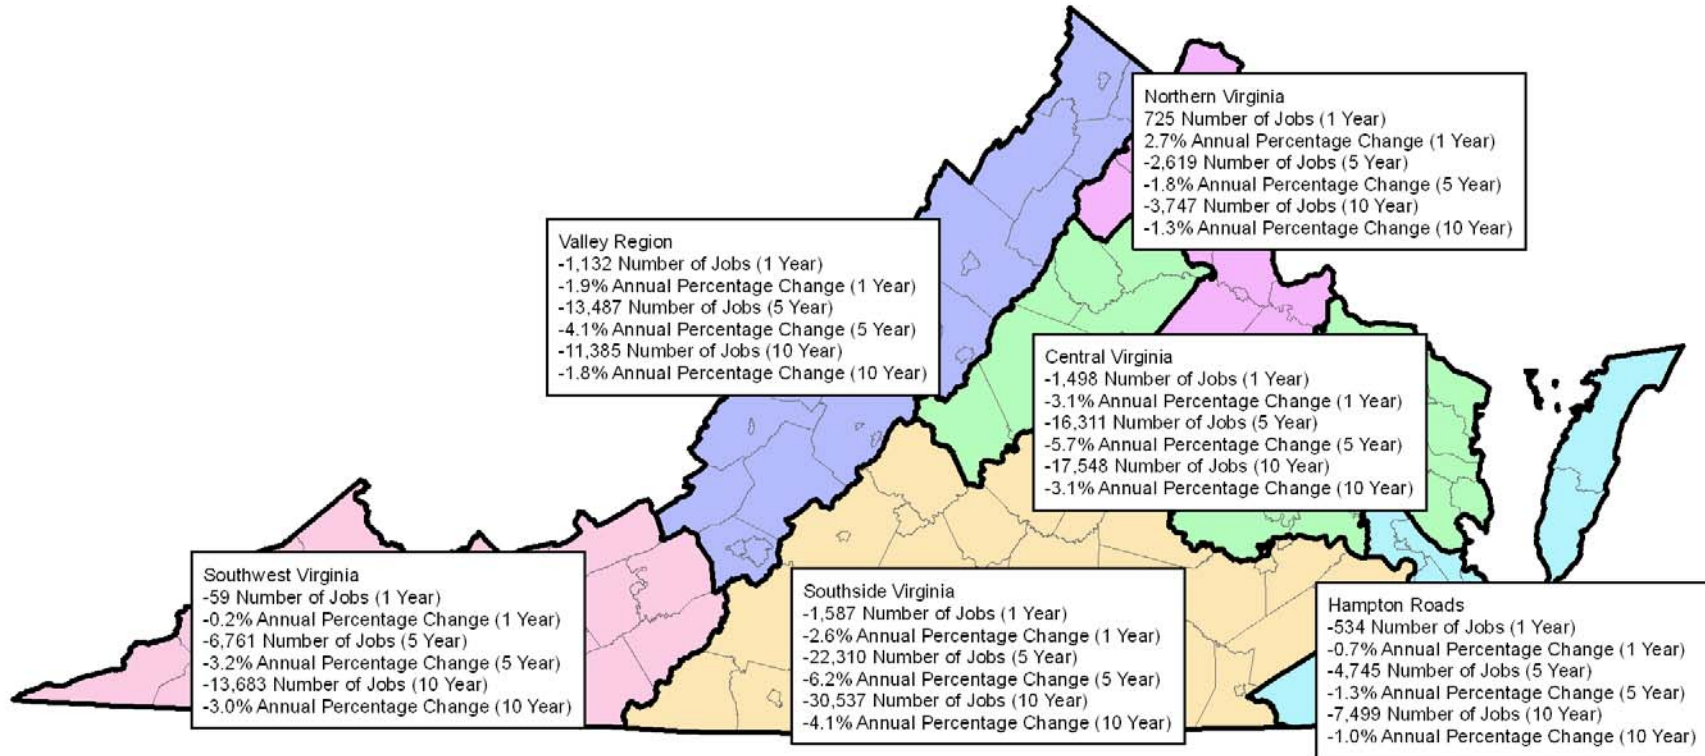 Northern Virginia
725 Number of Jobs (1 Year)
2.7% Annual Percentage Change (1 Year)
-2,619 Number of Jobs (5 Year)
-1.8% Annual Percentage Change (5 Year)
-3,747 Number of Jobs (10 Year)
-1.3% Annual Percentage Change (10 Year)
Valley Region
-1,132 Number of Jobs (1 Year)
-1.9% Annual Percentage Change (1 Year)
-13,487 Number of Jobs (5 Year)
-4.1% Annual Percentage Change (5 Year)
-11,385 Number of Jobs (10 Year)
-1.8% Annual Percentage Change (10 Year)
Central Virginia
-1,498 Number of Jobs (1 Year)
-3.1% Annual Percentage Change (1 Year)
-16,311 Number of Jobs (5 Year)
-5.7% Annual Percentage Change (5 Year)
-17,548 Number of Jobs (10 Year)
-3.1% Annual Percentage Change (10 Year)
Southwest Virginia
-59 Number of Jobs (1 Year)
-0.2% Annual Percentage Change (1 Year)
-6,761 Number of Jobs (5 Year)
-3.2% Annual Percentage Change (5 Year)
-13,683 Number of Jobs (10 Year)
-3.0% Annual Percentage Change (10 Year)
Southside Virginia
-1,587 Number of Jobs (1 Year)
-2.6% Annual Percentage Change (1 Year)
-22,310 Number of Jobs (5 Year)
-6.2% Annual Percentage Change (5 Year)
-30,537 Number of Jobs (10 Year)
-4.1% Annual Percentage Change (10 Year)
Hampton Roads
-534 Number of Jobs (1 Year)
-0.7% Annual Percentage Change (1 Year)
-4,745 Number of Jobs (5 Year)
-1.3% Annual Percentage Change (5 Year)
-7,499 Number of Jobs (10 Year)
-1.0% Annual Percentage Change (10 Year)